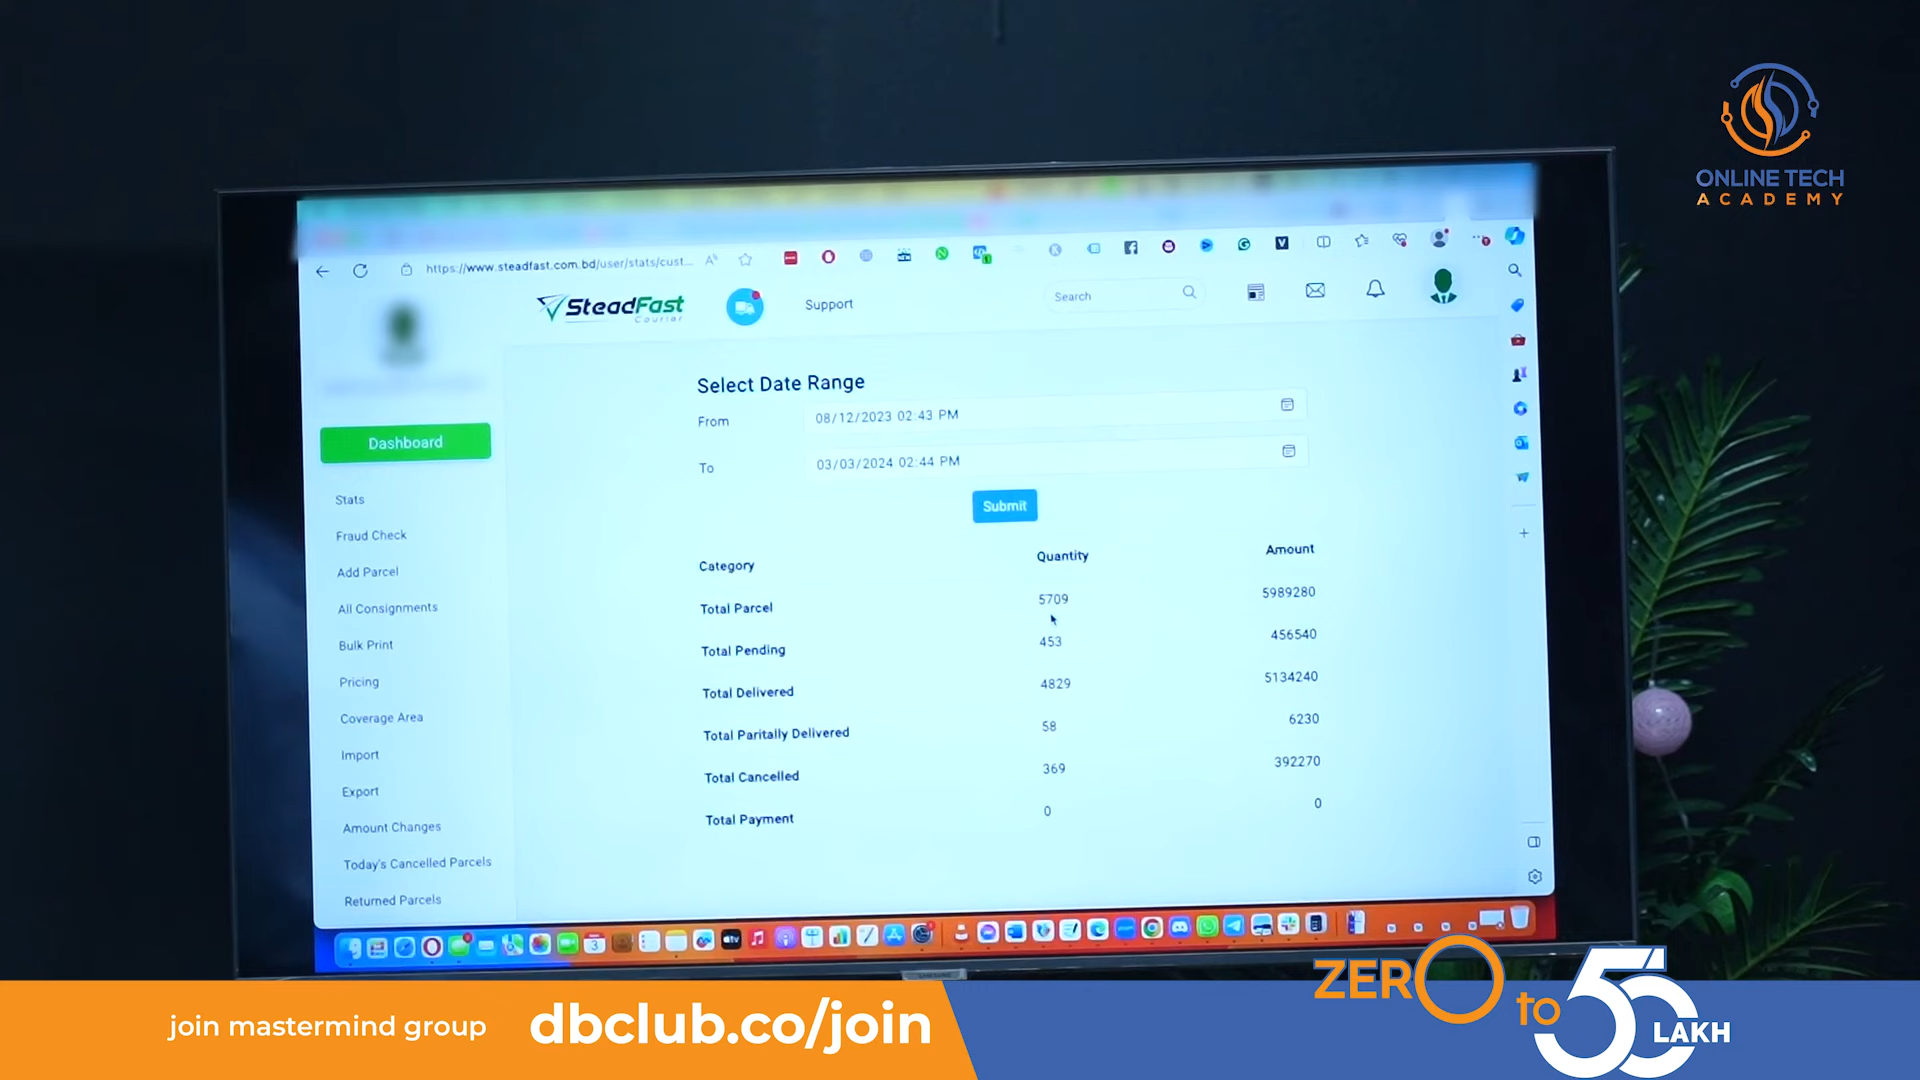 ONLINE TECH
ACADEMY
https://www.steadfast.com.bd/user/stats/cust...
SteadFast
Courier
Support
Search
Select Date Range
From
08/12/2023 02:43 PM
To
03/03/2024 02:44 PM
Submit
Dashboard
Stats
Fraud Check
Add Parcel
All Consignments
Bulk Print
Pricing
Coverage Area
Import
Export
Amount Changes
Today's Cancelled Parcels
Returned Parcels
Category Quantity Amount
Total Parcel 5709 5989280
Total Pending 453 456540
Total Delivered 4829 5134240
Total Paritally Delivered 58 6230
Total Cancelled 369 392270
Total Payment 0 0
join mastermind group dbclub.co/join
ZERO to 50 LAKH